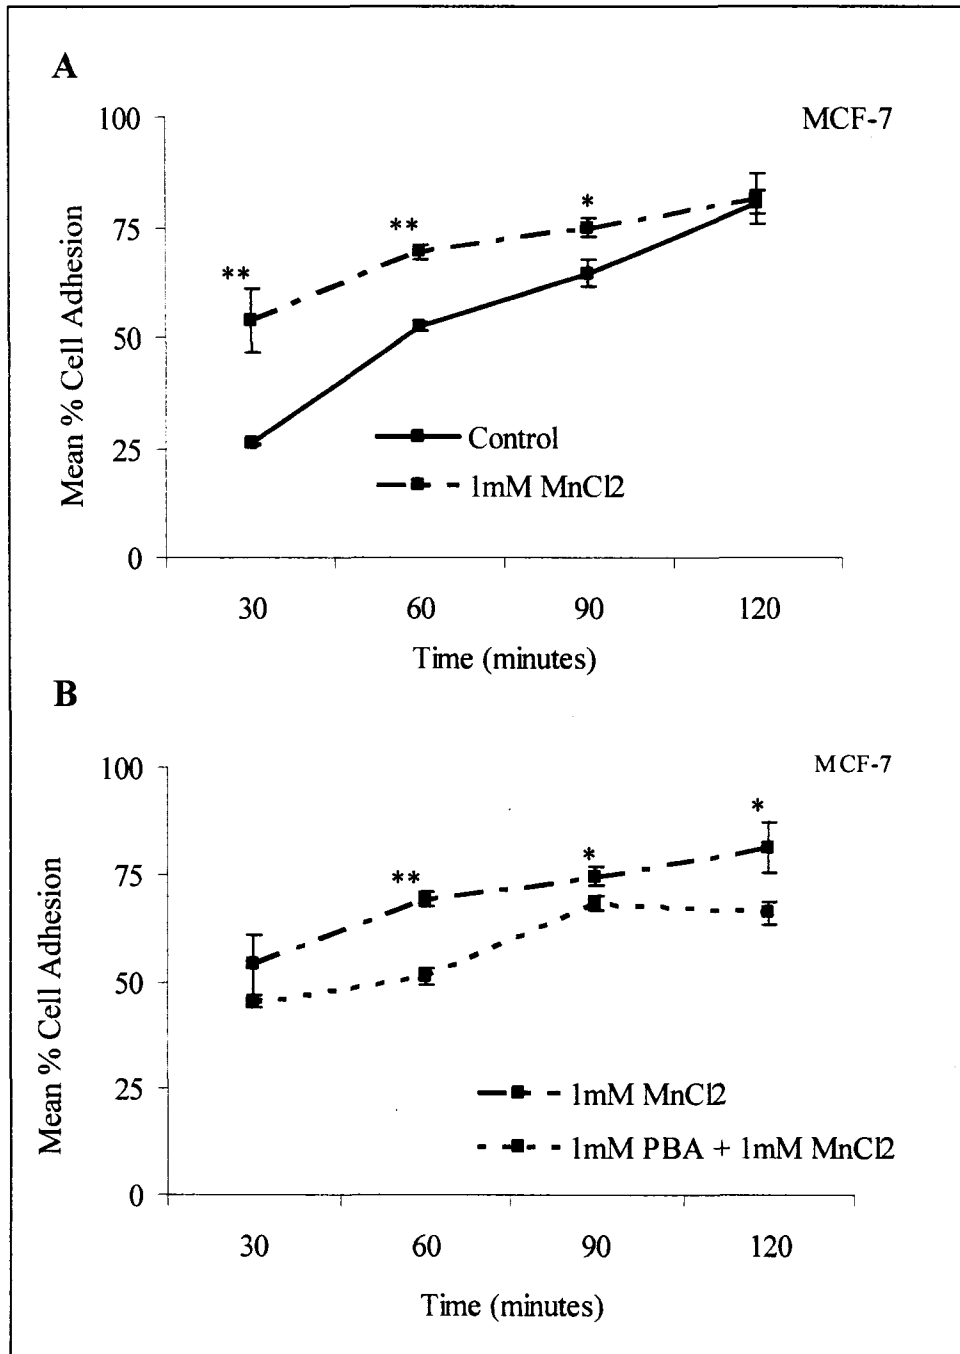 A
MCF-7
100
75
50
25
0
Mean % Cell Adhesion
**
**
*
Control
1mM MnCl2
30 60 90 120
Time (minutes)
B
MCF-7
100
75
50
25
0
Mean % Cell Adhesion
**
*
*
1mM MnCl2
1mM PBA + 1mM MnCl2
30 60 90 120
Time (minutes)